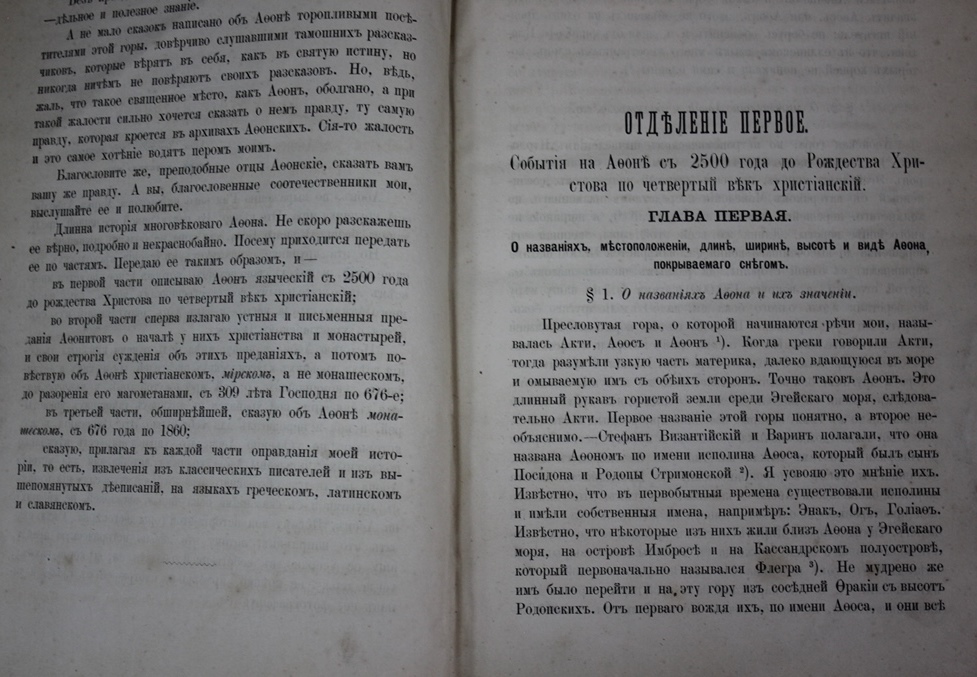 —дѣльное и полезное знаніе.
А не мало сказокъ написано объ Аѳонѣ торопливыми посѣ-
тителями этой горы, довѣрчиво слушавшими тамошнихъ разсказ-
чиковъ, которые вѣрятъ въ себя, какъ въ святую истину, но
никогда ничѣмъ не повѣряютъ своихъ разсказовъ. Но, вѣдь,
жаль, что такое священное мѣсто, какъ Аѳонъ, оболгано, а при
такой жалости сильно хочется сказать о немъ правду, ту самую
правду, которая кроется въ архивахъ Аѳонскихъ. Сія-то жалость
и это самое хотѣніе водятъ перомъ моимъ.
Благословите же, преподобные отцы Аѳонскіе, сказать вамъ
вашу же правду. А вы, благословенные соотечественники мои,
выслушайте ее и полюбите.
Длинна исторія многовѣковаго Аѳона. Не скоро разскажешь
ее вѣрно, подробно и некраснобайно. Посему приходится передать
ее по частямъ. Передаю ее такимъ образомъ, и—
въ первой части описываю Аѳонъ языческій съ 2500 года
до рождества Христова по четвертый вѣкъ христіанскій;
во второй части сперва излагаю устныя и письменныя пре-
данія Аѳонитовъ о началѣ у нихъ христіанства и монастырей,
и свои строгія сужденія объ этихъ преданіяхъ, а потомъ по-
вѣствую объ Аѳонѣ христіанскомъ, мірскомъ, а не монашескомъ,
до разоренія его магометанами, съ 309 лѣта Господня по 676-е;
въ третьей части, обширнѣйшей, сказую объ Аѳонѣ мона-
шескомъ, съ 676 года по 1860;
сказую, прилагая къ каждой части оправданія моей исто-
ріи, то есть, извлеченія изъ классическихъ писателей и изъ вы-
шепомянутыхъ дѣеписаній, на языкахъ греческомъ, латинскомъ
и славянскомъ.
ОТДѢЛЕНІЕ ПЕРВОЕ.
Событія на Аѳонѣ съ 2500 года до Рождества Хри-
стова по четвертый вѣкъ христіанскій.
ГЛАВА ПЕРВАЯ.
О названіяхъ, мѣстоположеніи, длинѣ, ширинѣ, высотѣ и видѣ Аѳона,
покрываемаго снѣгомъ.
§ 1. О названіяхъ Аѳона и ихъ значеніи.
Пресловутая гора, о которой начинаются рѣчи мои, назы-
валась Акти, Аѳосъ и Аѳонъ ¹). Когда греки говорили Акти,
тогда разумѣли узкую часть материка, далеко вдающуюся въ море
и омываемую имъ съ обѣихъ сторонъ. Точно таковъ Аѳонъ. Это
длинный рукавъ гористой земли среди Эгейскаго моря, слѣдова-
тельно Акти. Первое названіе этой горы понятно, а второе не-
объяснимо.—Стефанъ Византійскій и Варинъ полагали, что она
названа Аѳономъ по имени исполина Аѳоса, который былъ сынъ
Посидона и Родопы Стримонской ²). Я усвояю это мнѣніе ихъ.
Извѣстно, что въ первобытныя времена существовали исполины
и имѣли собственныя имена, напримѣръ: Энакъ, Огъ, Голіаѳъ.
Извѣстно, что нѣкоторые изъ нихъ жили близъ Аѳона у Эгейскаго
моря, на островѣ Имбросѣ и на Кассандрскомъ полуостровѣ,
который первоначально назывался Флегра ³). Не мудрено же
имъ было перейти и на эту гору изъ сосѣдней Ѳракіи съ высотъ
Родопскихъ. Отъ перваго вождя ихъ, по имени Аѳоса, и они всѣ